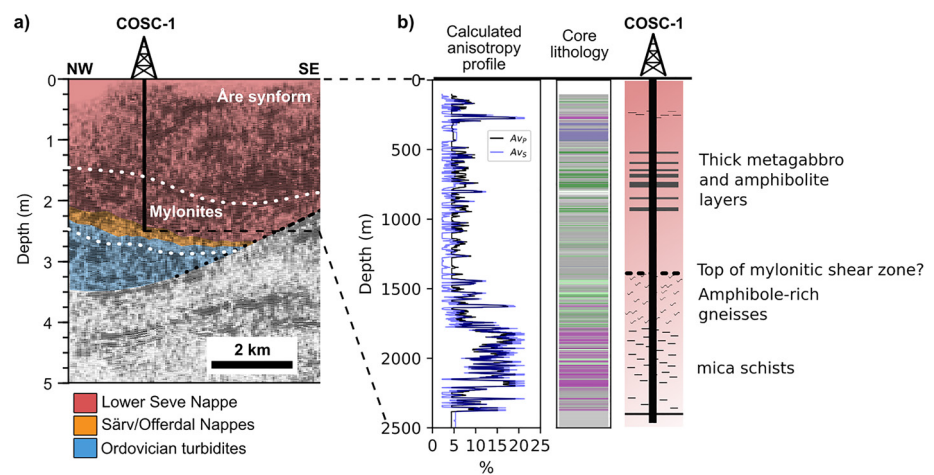 a)
COSC-1
NW
SE
Åre synform
Mylonites
0
1
2
3
4
5
Depth (m)
2 km
Lower Seve Nappe
Särv/Offerdal Nappes
Ordovician turbidites
b)
Calculated
anisotropy
profile
Core
lithology
COSC-1
0
500
1000
1500
2000
2500
Depth (m)
AvP
AvS
0 5 10 15 20 25
%
Thick metagabbro
and amphibolite
layers
Top of mylonitic shear zone?
Amphibole-rich
gneisses
mica schists